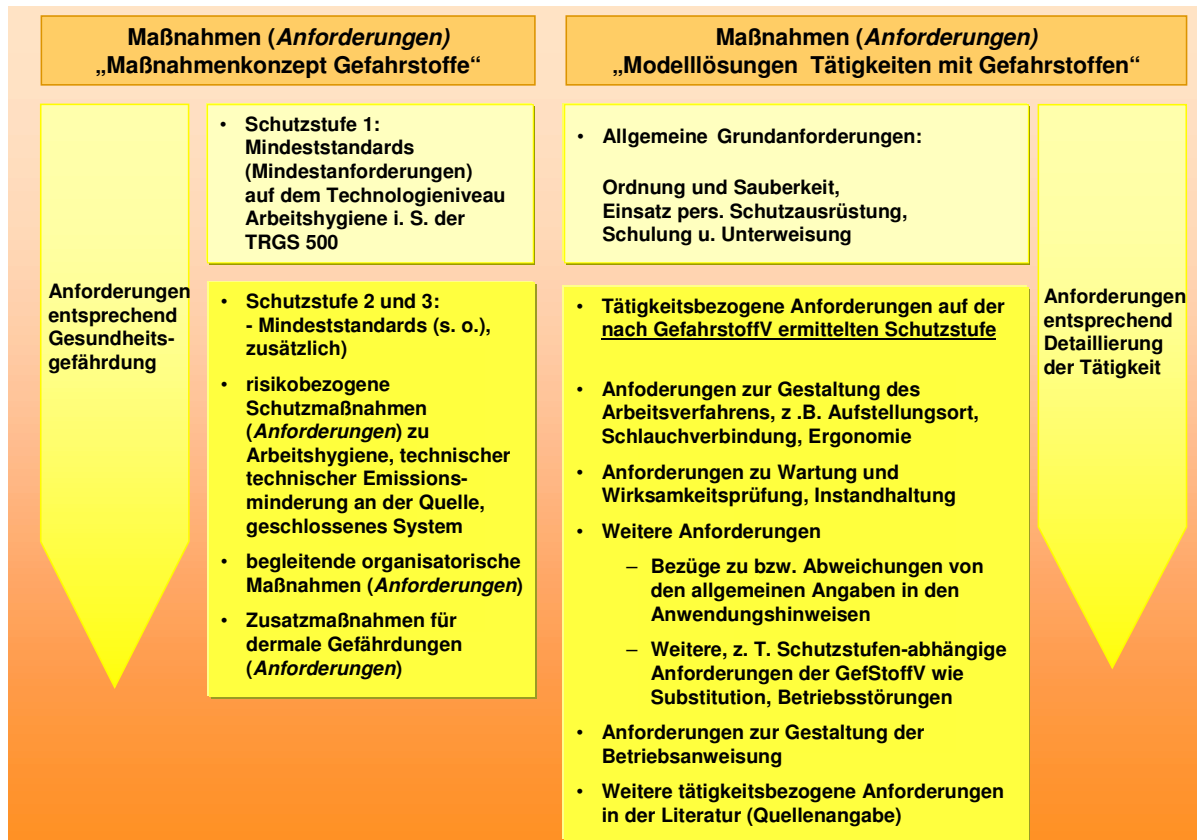 Maßnahmen (Anforderungen)
„Maßnahmenkonzept Gefahrstoffe“
Anforderungen
entsprechend
Gesundheits-
gefährdung
• Schutzstufe 1:
Mindeststandards
(Mindestanforderungen)
auf dem Technologieniveau
Arbeitshygiene i. S. der
TRGS 500
• Schutzstufe 2 und 3:
- Mindeststandards (s. o.),
zusätzlich)
• risikobezogene
Schutzmaßnahmen
(Anforderungen) zu
Arbeitshygiene, technischer
technischer Emissions-
minderung an der Quelle,
geschlossenes System
• begleitende organisatorische
Maßnahmen (Anforderungen)
• Zusatzmaßnahmen für
dermale Gefährdungen
(Anforderungen)
Maßnahmen (Anforderungen)
„Modelllösungen Tätigkeiten mit Gefahrstoffen“
• Allgemeine Grundanforderungen:
Ordnung und Sauberkeit,
Einsatz pers. Schutzausrüstung,
Schulung u. Unterweisung
• Tätigkeitsbezogene Anforderungen auf der
nach GefahrstoffV ermittelten Schutzstufe
• Anfoderungen zur Gestaltung des
Arbeitsverfahrens, z .B. Aufstellungsort,
Schlauchverbindung, Ergonomie
• Anforderungen zu Wartung und
Wirksamkeitsprüfung, Instandhaltung
• Weitere Anforderungen
– Bezüge zu bzw. Abweichungen von
den allgemeinen Angaben in den
Anwendungshinweisen
– Weitere, z. T. Schutzstufen-abhängige
Anforderungen der GefStoffV wie
Substitution, Betriebsstörungen
• Anforderungen zur Gestaltung der
Betriebsanweisung
• Weitere tätigkeitsbezogene Anforderungen
in der Literatur (Quellenangabe)
Anforderungen
entsprechend
Detaillierung
der Tätigkeit